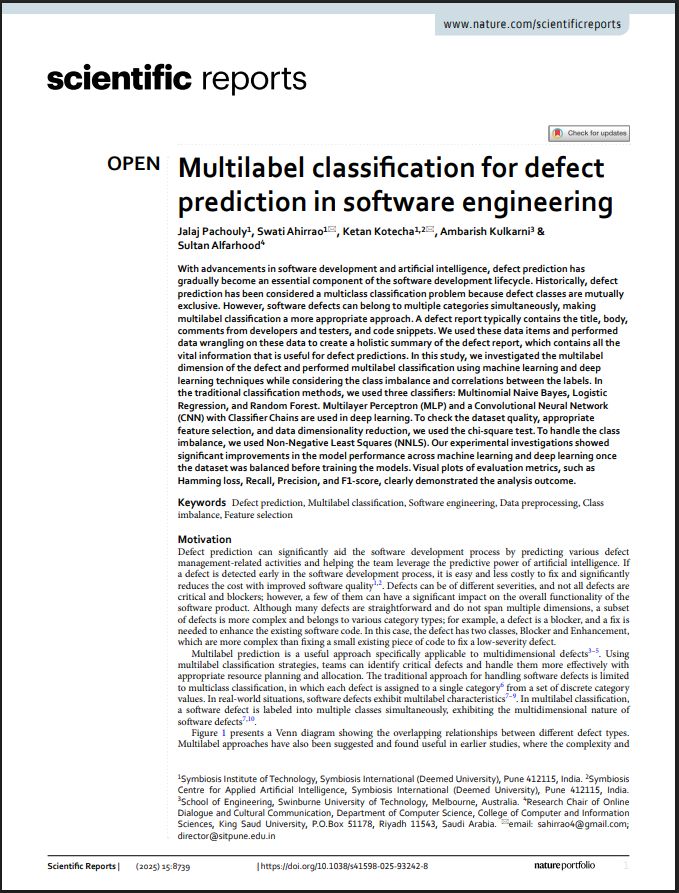 www.nature.com/scientificreports
scientific reports
Check for updates
OPEN
Multilabel classification for defect
prediction in software engineering
Jalaj Pachouly¹, Swati Ahirrao¹✉, Ketan Kotecha¹,²✉, Ambarish Kulkarni³ &
Sultan Alfarhood⁴
With advancements in software development and artificial intelligence, defect prediction has
gradually become an essential component of the software development lifecycle. Historically, defect
prediction has been considered a multiclass classification problem because defect classes are mutually
exclusive. However, software defects can belong to multiple categories simultaneously, making
multilabel classification a more appropriate approach. A defect report typically contains the title, body,
comments from developers and testers, and code snippets. We used these data items and performed
data wrangling on these data to create a holistic summary of the defect report, which contains all the
vital information that is useful for defect predictions. In this study, we investigated the multilabel
dimension of the defect and performed multilabel classification using machine learning and deep
learning techniques while considering the class imbalance and correlations between the labels. In
the traditional classification methods, we used three classifiers: Multinomial Naive Bayes, Logistic
Regression, and Random Forest. Multilayer Perceptron (MLP) and a Convolutional Neural Network
(CNN) with Classifier Chains are used in deep learning. To check the dataset quality, appropriate
feature selection, and data dimensionality reduction, we used the chi-square test. To handle the class
imbalance, we used Non-Negative Least Squares (NNLS). Our experimental investigations showed
significant improvements in the model performance across machine learning and deep learning once
the dataset was balanced before training the models. Visual plots of evaluation metrics, such as
Hamming loss, Recall, Precision, and F1-score, clearly demonstrated the analysis outcome.
Keywords Defect prediction, Multilabel classification, Software engineering, Data preprocessing, Class
imbalance, Feature selection
Motivation
Defect prediction can significantly aid the software development process by predicting various defect
management-related activities and helping the team leverage the predictive power of artificial intelligence. If
a defect is detected early in the software development process, it is easy and less costly to fix and significantly
reduces the cost with improved software quality¹,². Defects can be of different severities, and not all defects are
critical and blockers; however, a few of them can have a significant impact on the overall functionality of the
software product. Although many defects are straightforward and do not span multiple dimensions, a subset
of defects is more complex and belongs to various category types; for example, a defect is a blocker, and a fix is
needed to enhance the existing software code. In this case, the defect has two classes, Blocker and Enhancement,
which are more complex than fixing a small existing piece of code to fix a low-severity defect.
Multilabel prediction is a useful approach specifically applicable to multidimensional defects³⁻⁵. Using
multilabel classification strategies, teams can identify critical defects and handle them more effectively with
appropriate resource planning and allocation. The traditional approach for handling software defects is limited
to multiclass classification, in which each defect is assigned to a single category⁶ from a set of discrete category
values. In real-world situations, software defects exhibit multilabel characteristics⁷⁻⁹. In multilabel classification,
a software defect is labeled into multiple classes simultaneously, exhibiting the multidimensional nature of
software defects⁷,¹⁰.
Figure 1 presents a Venn diagram showing the overlapping relationships between different defect types.
Multilabel approaches have also been suggested and found useful in earlier studies, where the complexity and
¹Symbiosis Institute of Technology, Symbiosis International (Deemed University), Pune 412115, India. ²Symbiosis
Centre for Applied Artificial Intelligence, Symbiosis International (Deemed University), Pune 412115, India.
³School of Engineering, Swinburne University of Technology, Melbourne, Australia. ⁴Research Chair of Online
Dialogue and Cultural Communication, Department of Computer Science, College of Computer and Information
Sciences, King Saud University, P.O.Box 51178, Riyadh 11543, Saudi Arabia. ✉email: sahirrao4@gmail.com;
director@sitpune.edu.in
Scientific Reports | (2025) 15:8739 | https://doi.org/10.1038/s41598-025-93242-8 natureportfolio 1